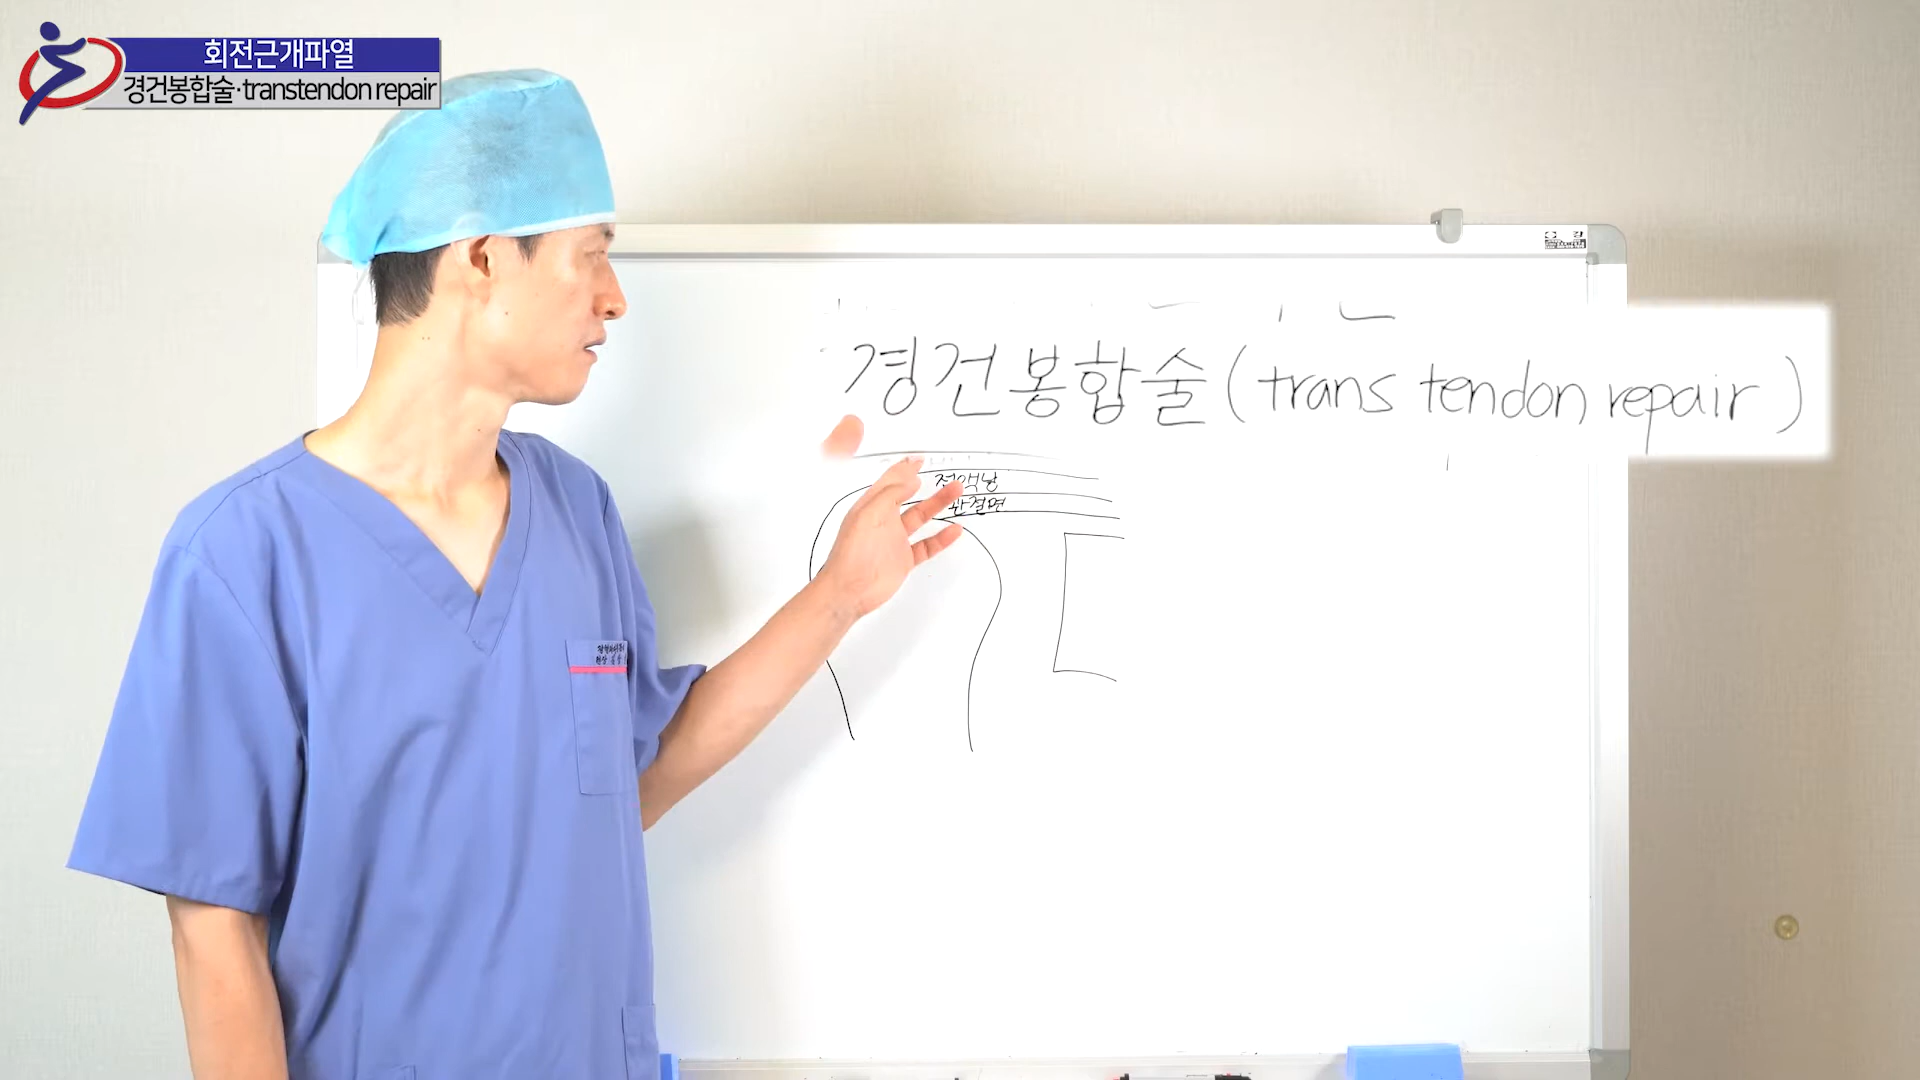 회전근개파열
경건봉합술·transtendon repair
경건봉합술(trans tendon repair)
점액낭
관절면